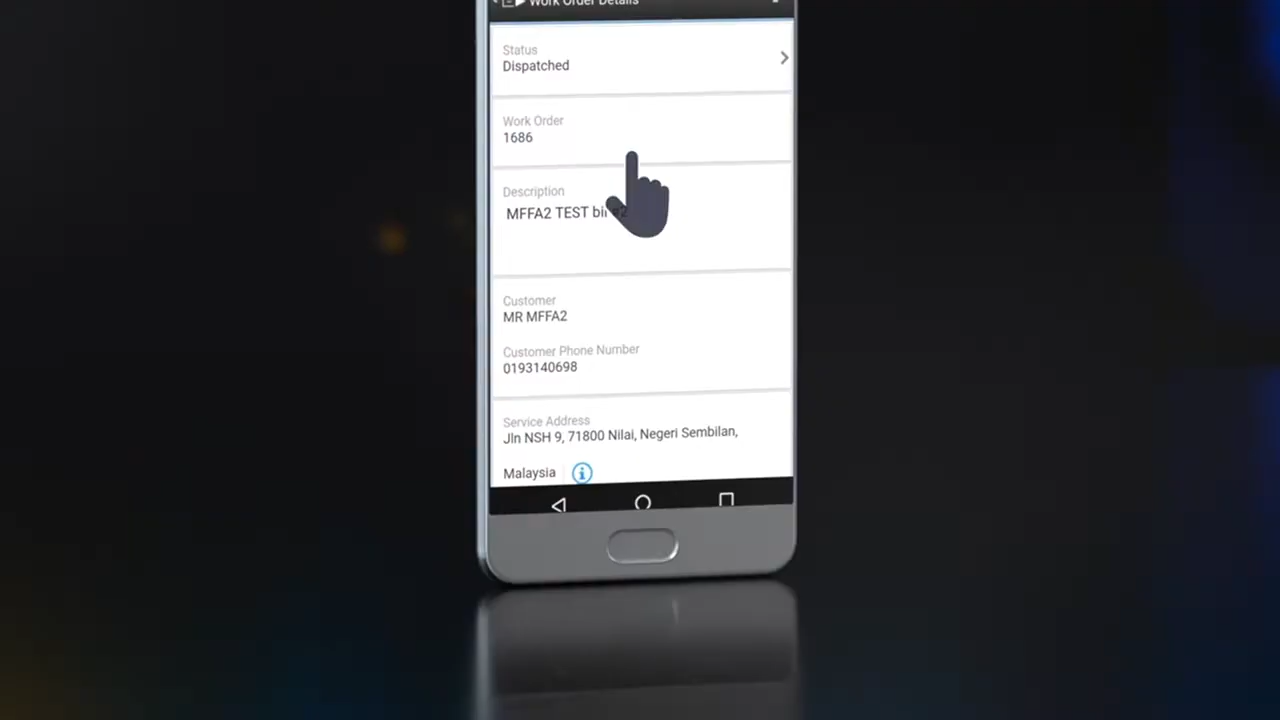 Work Order Details
Status
Dispatched
Work Order
1686
Description
MFFA2 TEST
Customer
MR MFFA2
Customer Phone Number
0193140698
Service Address
Jln NSH 9, 71800 Nilai, Negeri Sembilan,
Malaysia